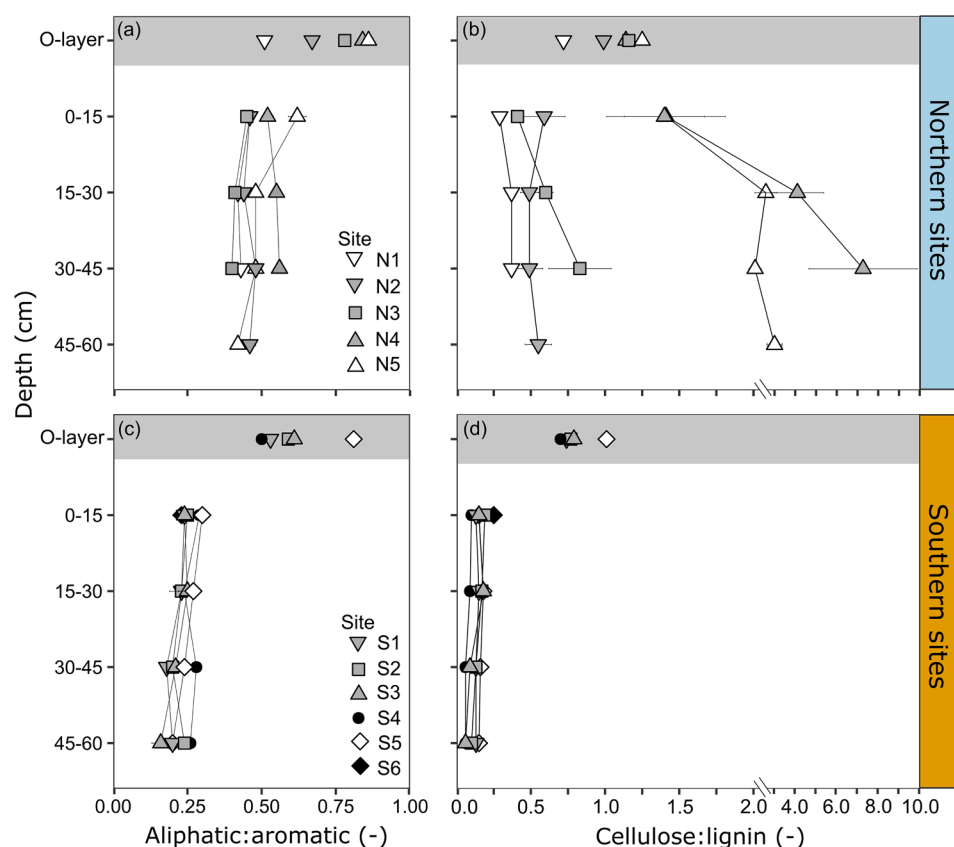 (a)
(b)
O-layer
0-15
15-30
30-45
45-60
Site
N1
N2
N3
N4
N5
Northern sites
Depth (cm)
(c)
(d)
O-layer
0-15
15-30
30-45
45-60
Site
S1
S2
S3
S4
S5
S6
Southern sites
0.00 0.25 0.50 0.75 1.00
0.0 0.5 1.0 1.5 2.0 4.0 6.0 8.0 10.0
Aliphatic:aromatic (-)
Cellulose:lignin (-)